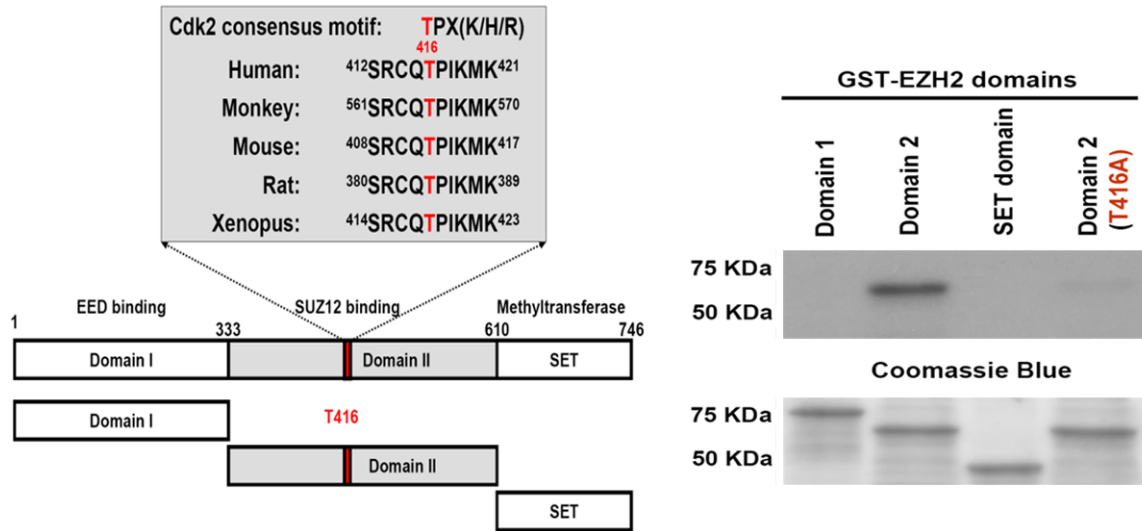 Cdk2 consensus motif: TPX(K/H/R)
416
Human: 412SRCQTPIKMK421
Monkey: 561SRCQTPIKMK570
Mouse: 408SRCQTPIKMK417
Rat: 380SRCQTPIKMK389
Xenopus: 414SRCQTPIKMK423
EED binding SUZ12 binding Methyltransferase
1 333 610 746
Domain I Domain II SET
Domain I T416
Domain II
SET
GST-EZH2 domains
Domain 1
Domain 2
SET domain
Domain 2
(T416A)
75 KDa
50 KDa
Coomassie Blue
75 KDa
50 KDa